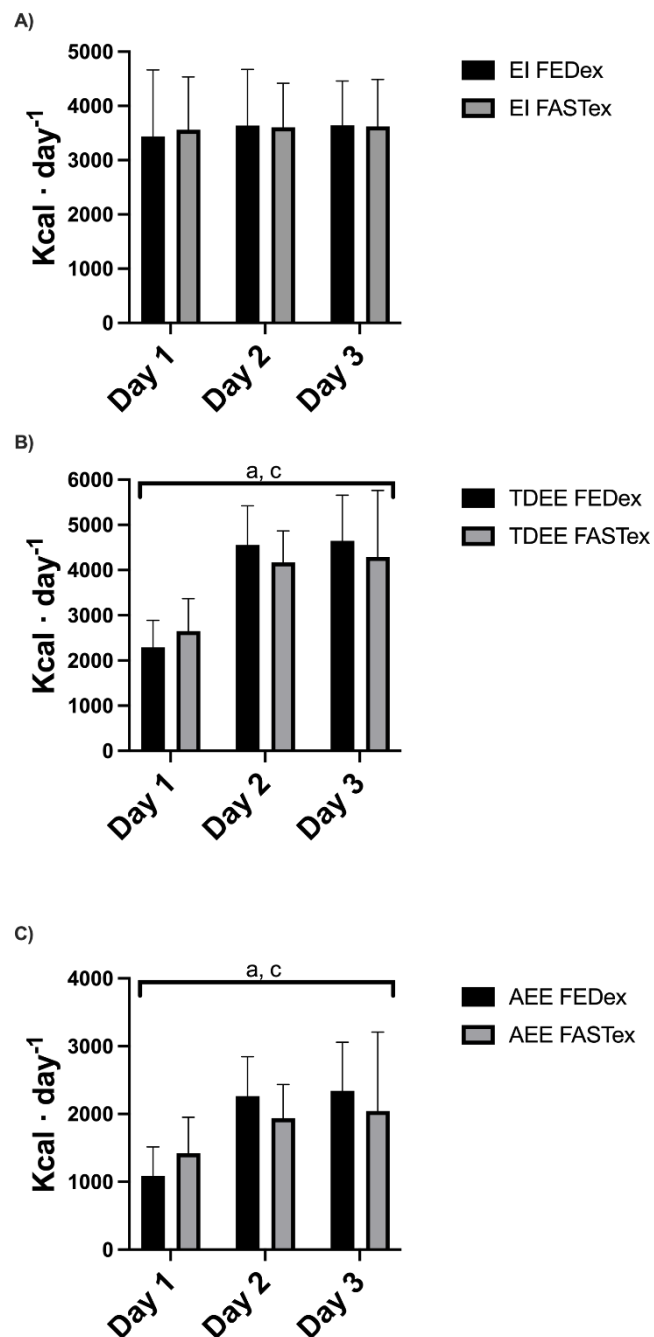 A)
5000
4000
3000
2000
1000
0
Kcal · day⁻¹
Day 1
Day 2
Day 3
EI FEDex
EI FASTex
B)
a, c
6000
5000
4000
3000
2000
1000
0
Kcal · day⁻¹
Day 1
Day 2
Day 3
TDEE FEDex
TDEE FASTex
C)
a, c
4000
3000
2000
1000
0
Kcal · day⁻¹
Day 1
Day 2
Day 3
AEE FEDex
AEE FASTex